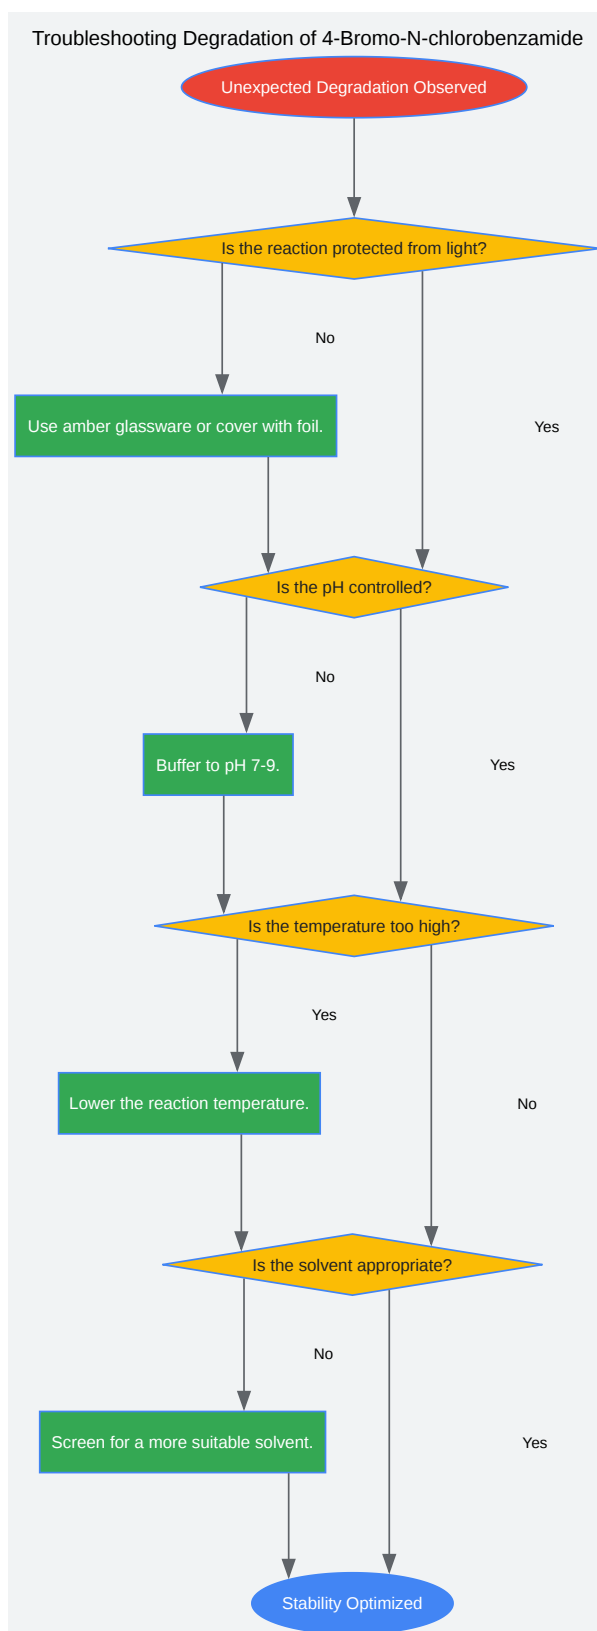 Troubleshooting Degradation of 4-Bromo-N-chlorobenzamide
Unexpected Degradation Observed
Is the reaction protected from light?
No
Use amber glassware or cover with foil.
Yes
Is the pH controlled?
No
Buffer to pH 7-9.
Yes
Is the temperature too high?
Yes
Lower the reaction temperature.
No
Is the solvent appropriate?
No
Screen for a more suitable solvent.
Yes
Stability Optimized